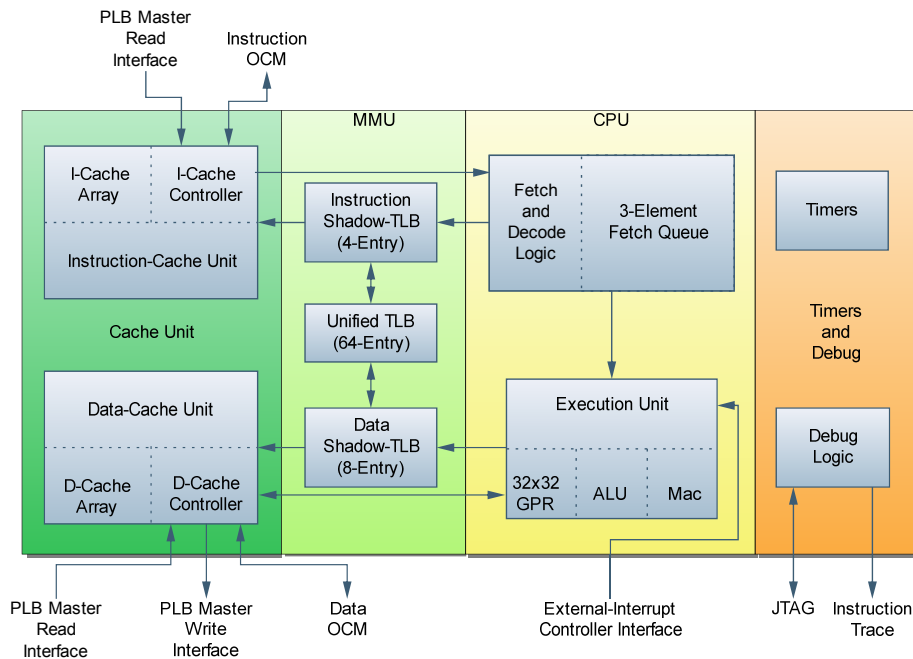 PLB Master
Read
Interface
Instruction
OCM
MMU
CPU
I-Cache
Array
I-Cache
Controller
Instruction-Cache Unit
Instruction
Shadow-TLB
(4-Entry)
Fetch
and
Decode
Logic
3-Element
Fetch Queue
Timers
Cache Unit
Unified TLB
(64-Entry)
Timers
and
Debug
Data-Cache Unit
D-Cache
Array
D-Cache
Controller
Data
Shadow-TLB
(8-Entry)
Execution Unit
32x32
GPR
ALU
Mac
Debug
Logic
PLB Master
Read
Interface
PLB Master
Write
Interface
Data
OCM
External-Interrupt
Controller Interface
JTAG
Instruction
Trace